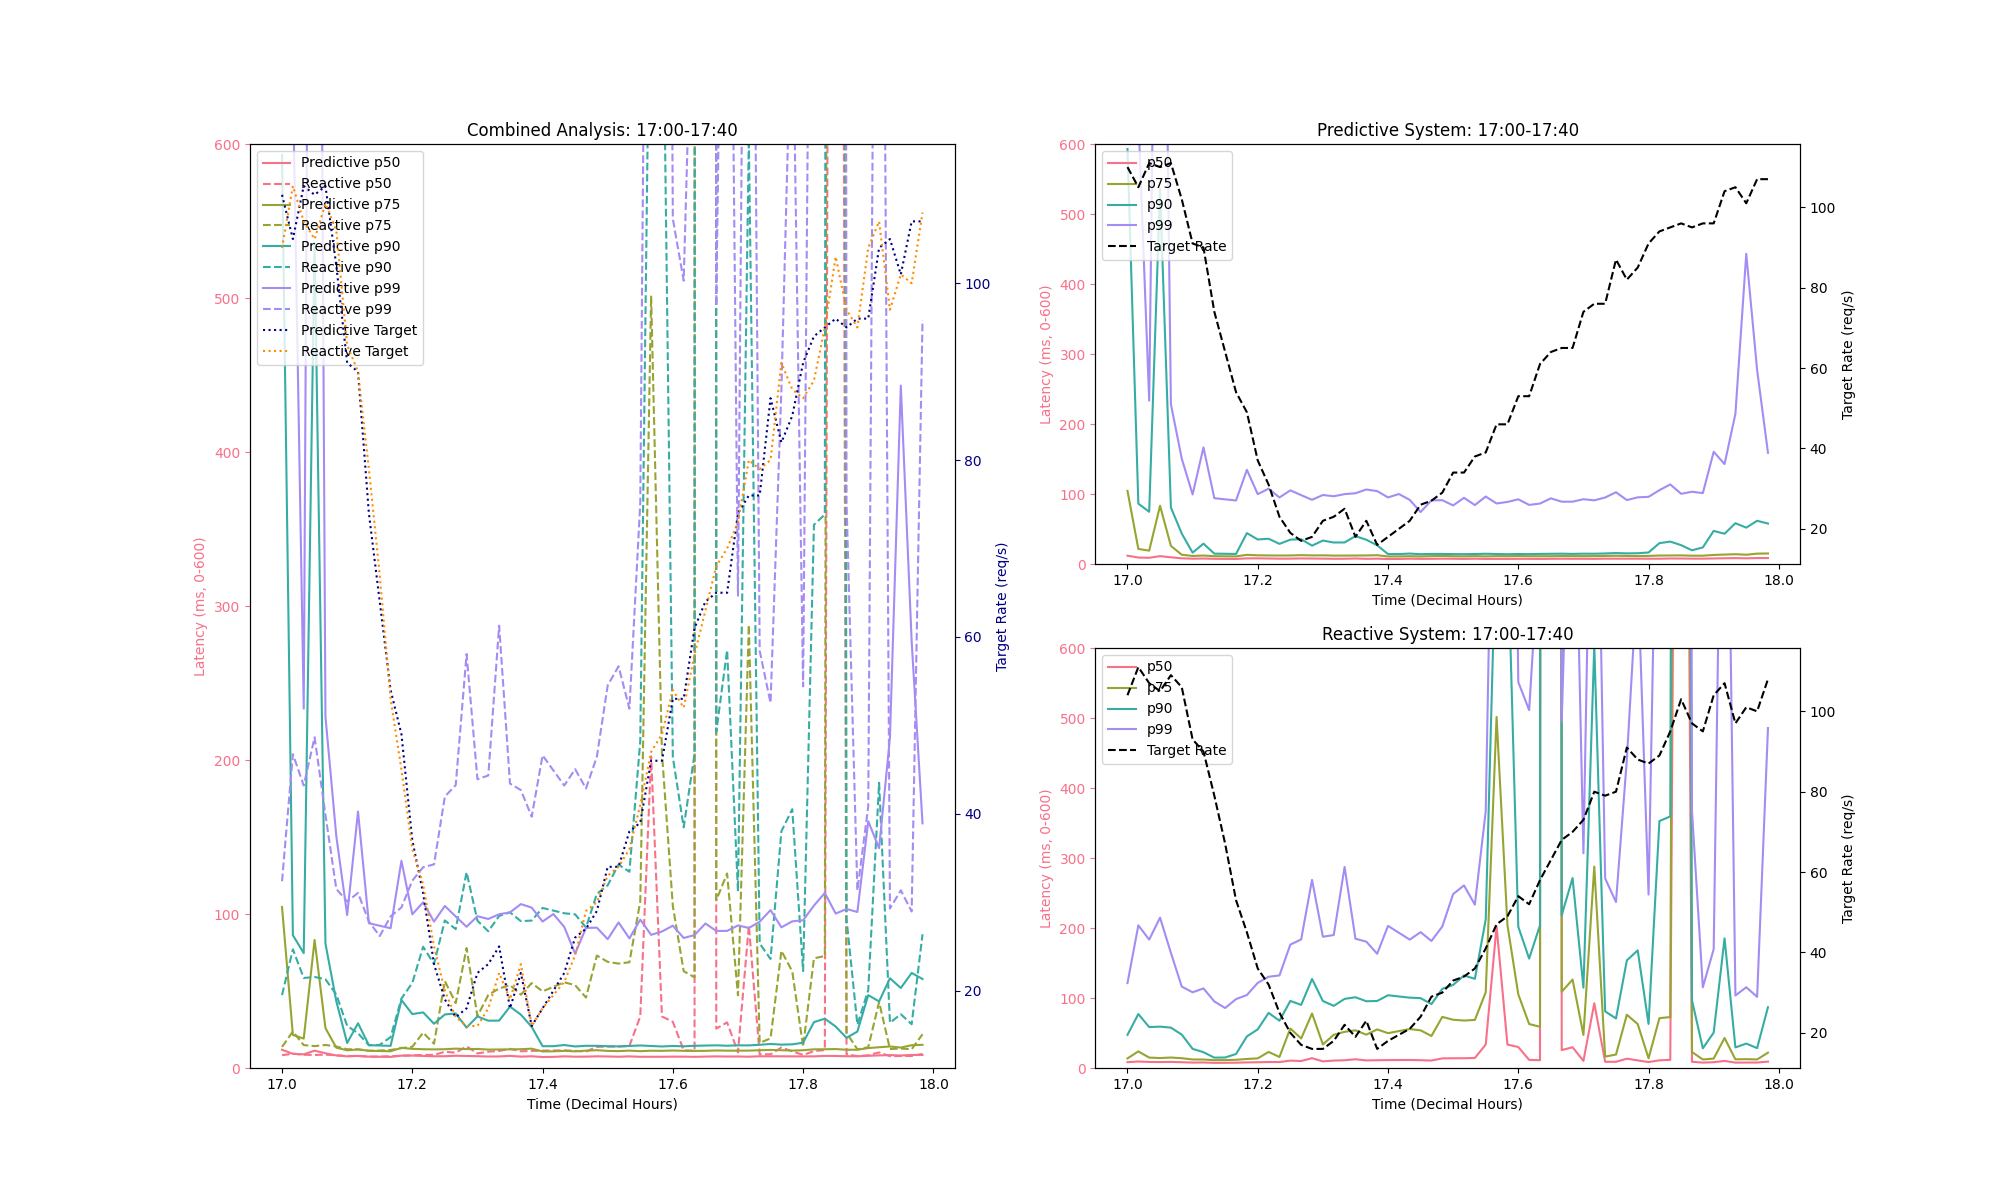 Combined Analysis: 17:00-17:40
600
500
400
300
200
100
0
Latency (ms, 0-600)
Predictive p50
Reactive p50
Predictive p75
Reactive p75
Predictive p90
Reactive p90
Predictive p99
Reactive p99
Predictive Target
Reactive Target
100
80
60
40
20
Target Rate (req/s)
17.0 17.2 17.4 17.6 17.8 18.0
Time (Decimal Hours)
Predictive System: 17:00-17:40
600
500
400
300
200
100
0
Latency (ms, 0-600)
p50
p75
p90
p99
Target Rate
100
80
60
40
20
Target Rate (req/s)
17.0 17.2 17.4 17.6 17.8 18.0
Time (Decimal Hours)
Reactive System: 17:00-17:40
600
500
400
300
200
100
0
Latency (ms, 0-600)
p50
p75
p90
p99
Target Rate
100
80
60
40
20
Target Rate (req/s)
17.0 17.2 17.4 17.6 17.8 18.0
Time (Decimal Hours)